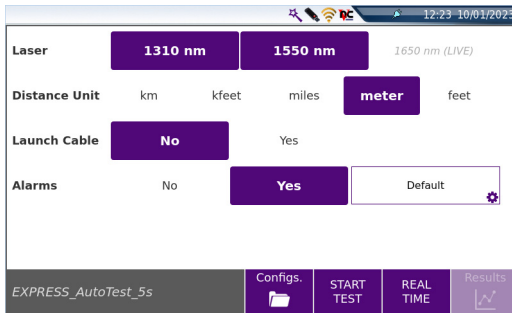 12:23 10/01/2023
Laser 1310 nm 1550 nm 1650 nm (LIVE)
Distance Unit km kfeet miles meter feet
Launch Cable No Yes
Alarms No Yes Default
EXPRESS_AutoTest_5s Configs. START TEST REAL TIME Results